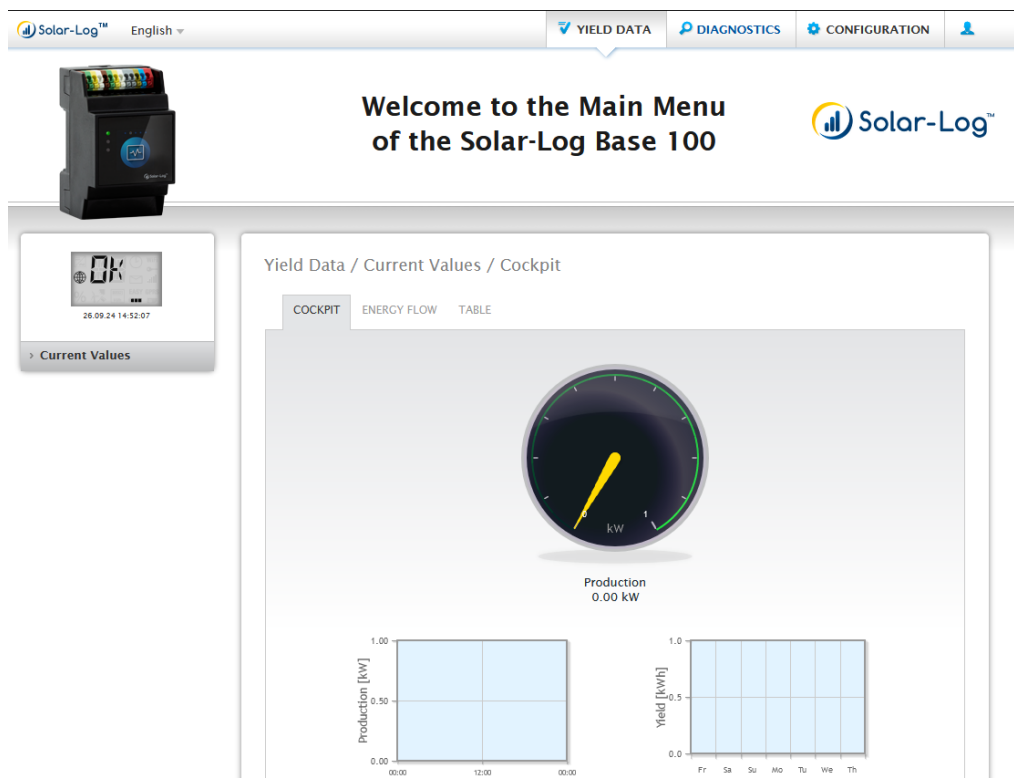 Solar-Log™ English YIELD DATA DIAGNOSTICS CONFIGURATION
Welcome to the Main Menu
of the Solar-Log Base 100
Solar-Log™
OK
26.09.24 14:52:07
› Current Values
Yield Data / Current Values / Cockpit
COCKPIT ENERGY FLOW TABLE
0 1
kW
Production
0.00 kW
Production [kW]
1.00
0.50
0.00
00:00 12:00 00:00
Yield [kWh]
1.0
0.5
0.0
Fr Sa Su Mo Tu We Th